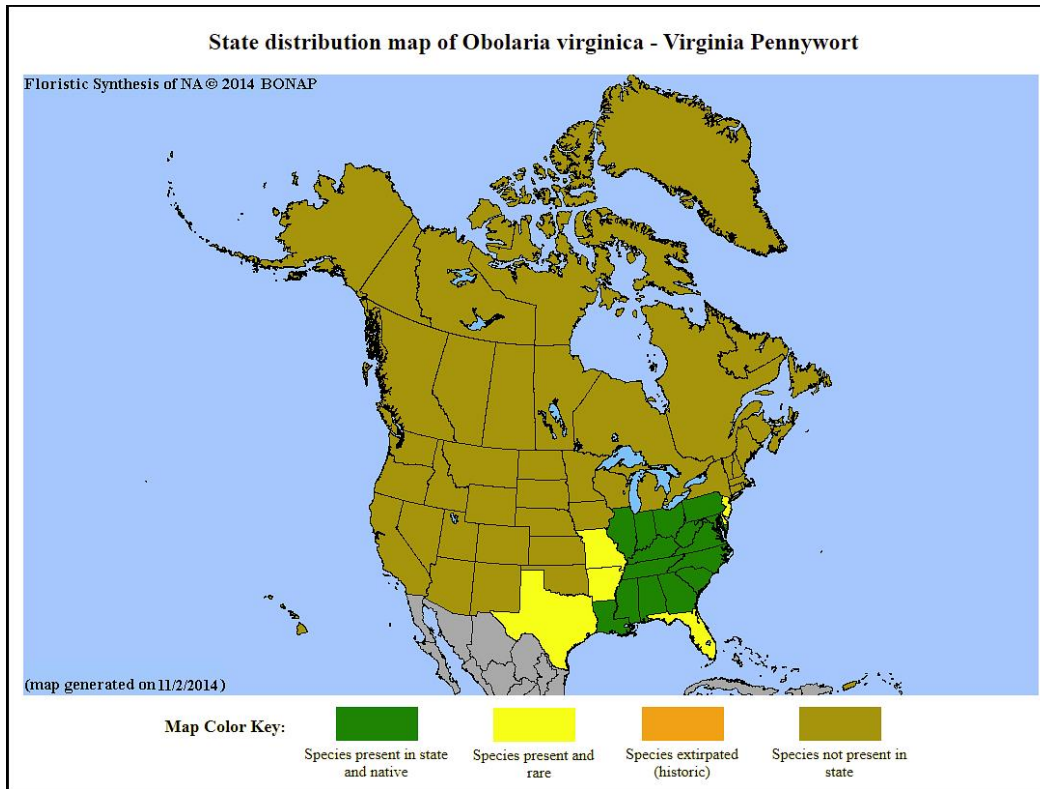 State distribution map of Obolaria virginica - Virginia Pennywort
Floristic Synthesis of NA © 2014 BONAP
(map generated on 11/2/2014)
Map Color Key:
Species present in state
and native
Species present and
rare
Species extirpated
(historic)
Species not present in
state